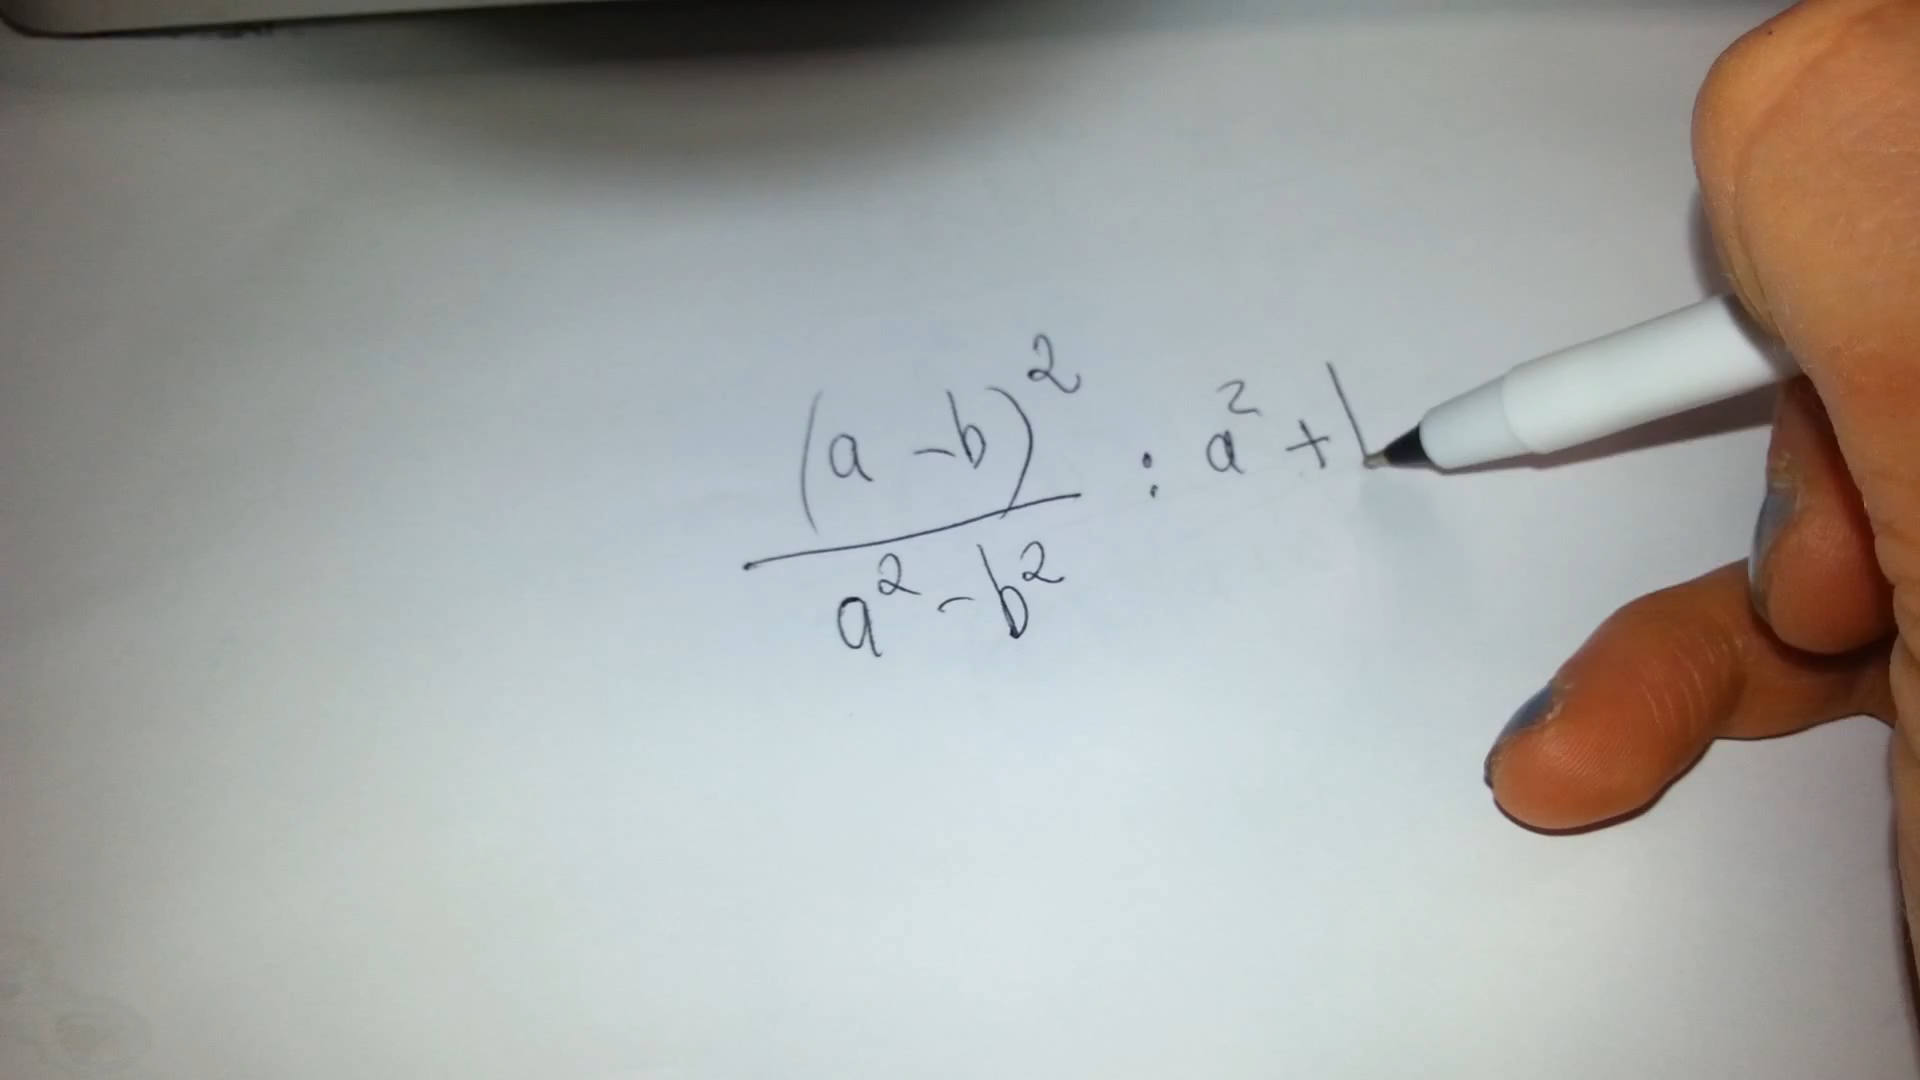 (a-b)² : a² +
a²-b²